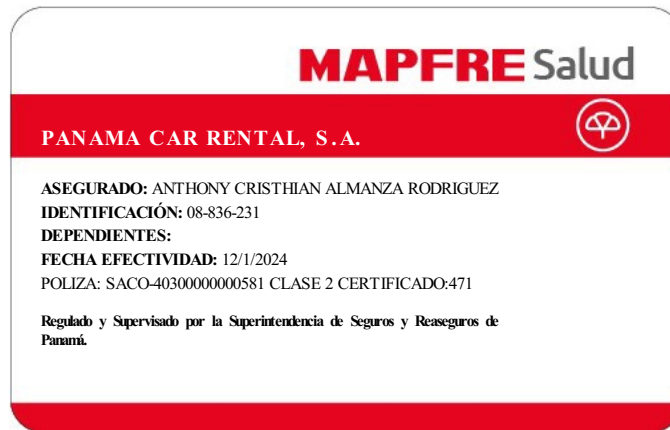 MAPFRE Salud
PANAMA CAR RENTAL, S.A.
ASEGURADO: ANTHONY CRISTHIAN ALMANZA RODRIGUEZ
IDENTIFICACIÓN: 08-836-231
DEPENDIENTES:
FECHA EFECTIVIDAD: 12/1/2024
POLIZA: SACO-40300000000581 CLASE 2 CERTIFICADO:471
Regulado y Supervisado por la Superintendencia de Seguros y Reaseguros de
Panamá.